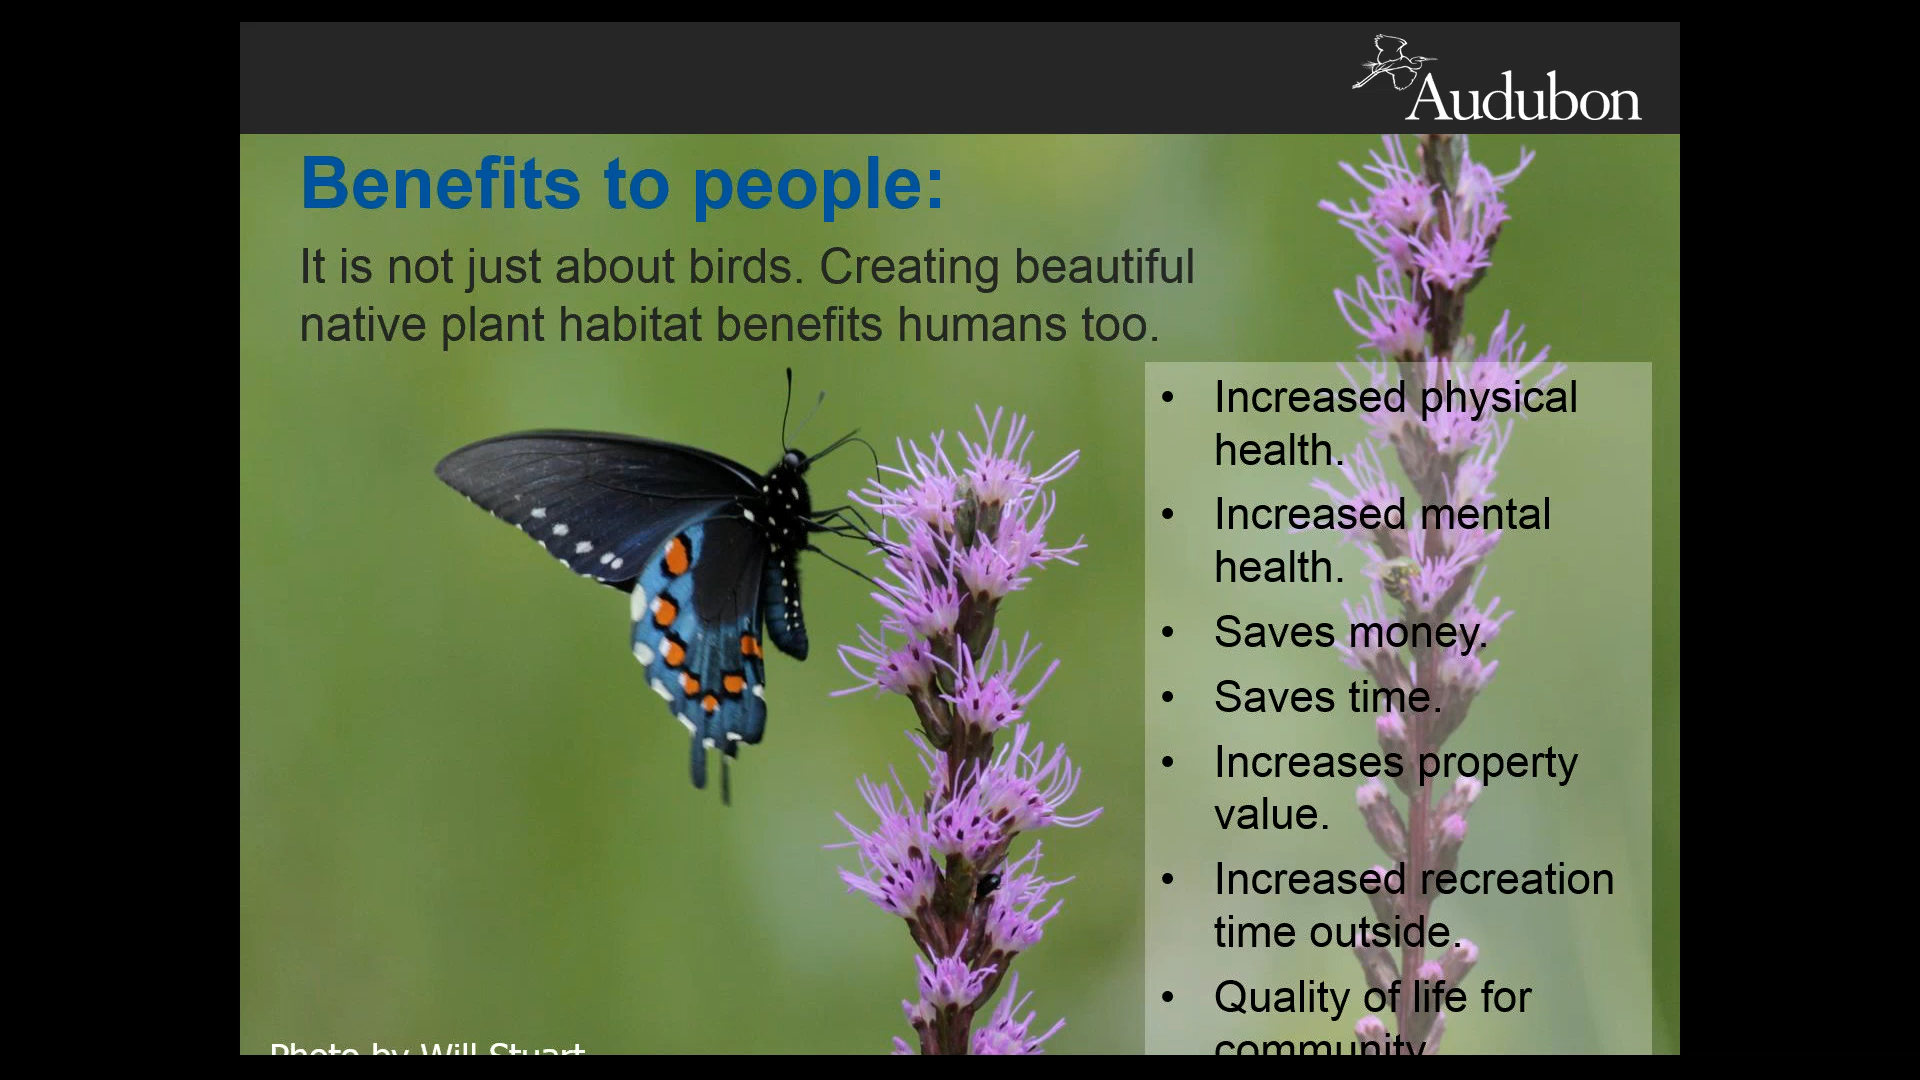 Audubon
Benefits to people:
It is not just about birds. Creating beautiful
native plant habitat benefits humans too.
• Increased physical
health.
• Increased mental
health.
• Saves money.
• Saves time.
• Increases property
value.
• Increased recreation
time outside.
• Quality of life for
community.
Photo by Will Stuart